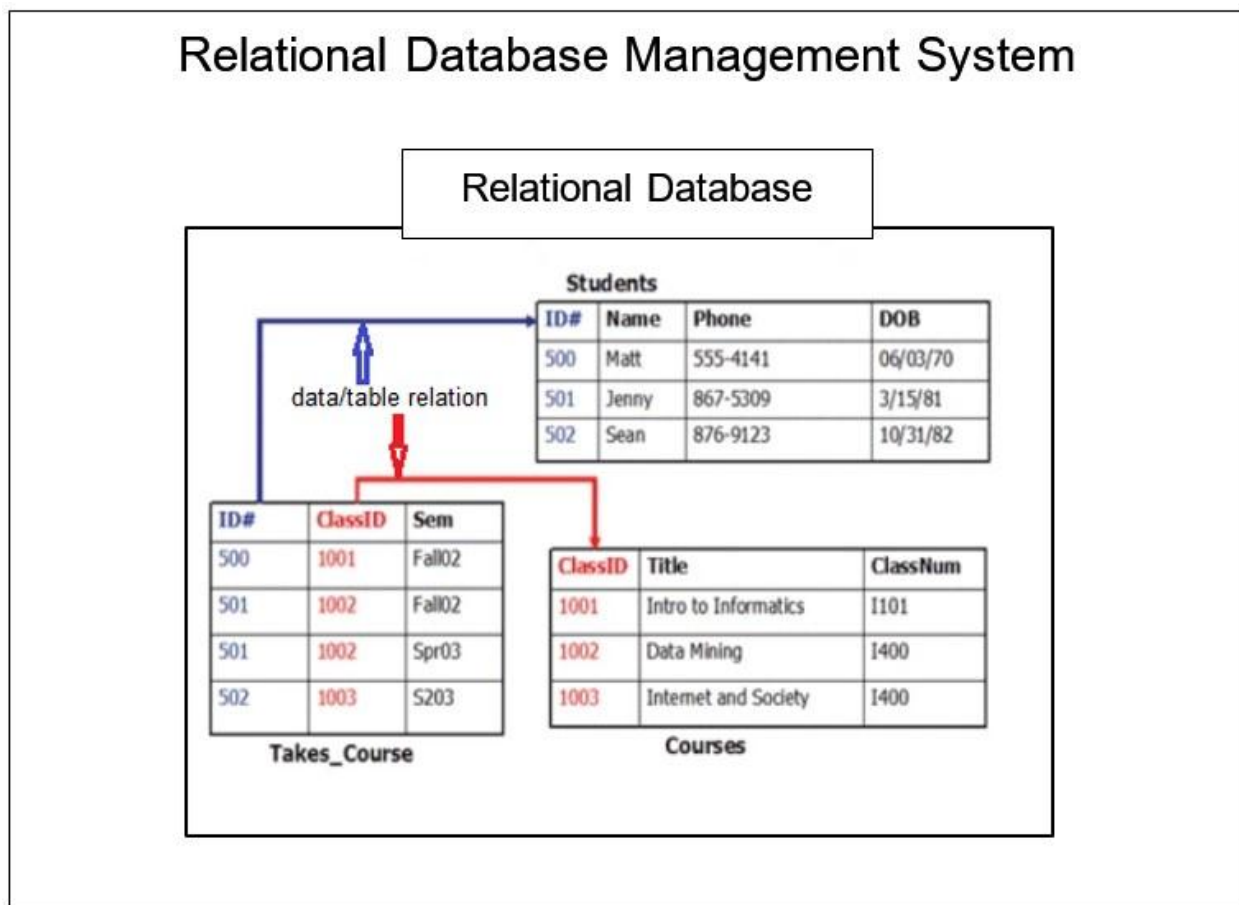 Relational Database Management System
Relational Database
Students
ID# Name Phone DOB
500 Matt 555-4141 06/03/70
501 Jenny 867-5309 3/15/81
502 Sean 876-9123 10/31/82
data/table relation
ID# ClassID Sem
500 1001 Fall02
501 1002 Fall02
501 1002 Spr03
502 1003 S203
Takes_Course
ClassID Title ClassNum
1001 Intro to Informatics I101
1002 Data Mining I400
1003 Internet and Society I400
Courses